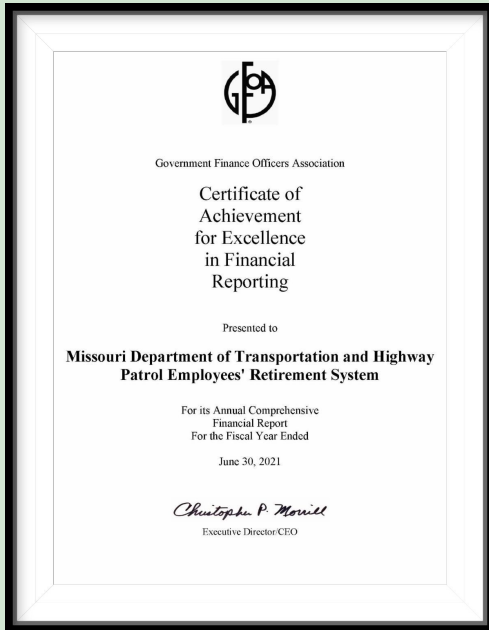 GFOA
Government Finance Officers Association
Certificate of
Achievement
for Excellence
in Financial
Reporting
Presented to
Missouri Department of Transportation and Highway
Patrol Employees' Retirement System
For its Annual Comprehensive
Financial Report
For the Fiscal Year Ended
June 30, 2021
Christopher P. Morrill
Executive Director/CEO